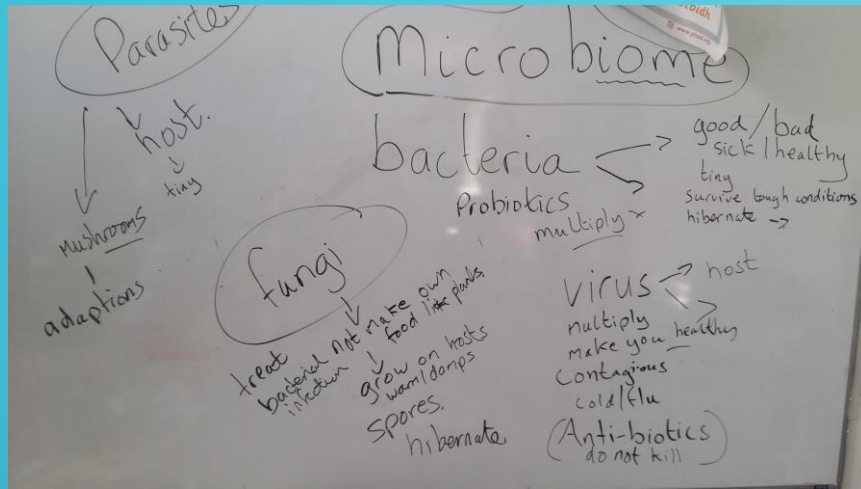 Parasites
host.
tiny
Mushrooms
adaptions
Microbiome
bacteria
Probiotics
multiply
good/bad
sick/healthy
tiny
survive tough conditions
hibernate
fungi
treat
bacterial
infection
not make own
food like
grow on hosts
warm/damps
spores.
hibernate
virus
host
multiply
make you healthy
contagious
cold/flu
(Anti-biotics
do not kill)